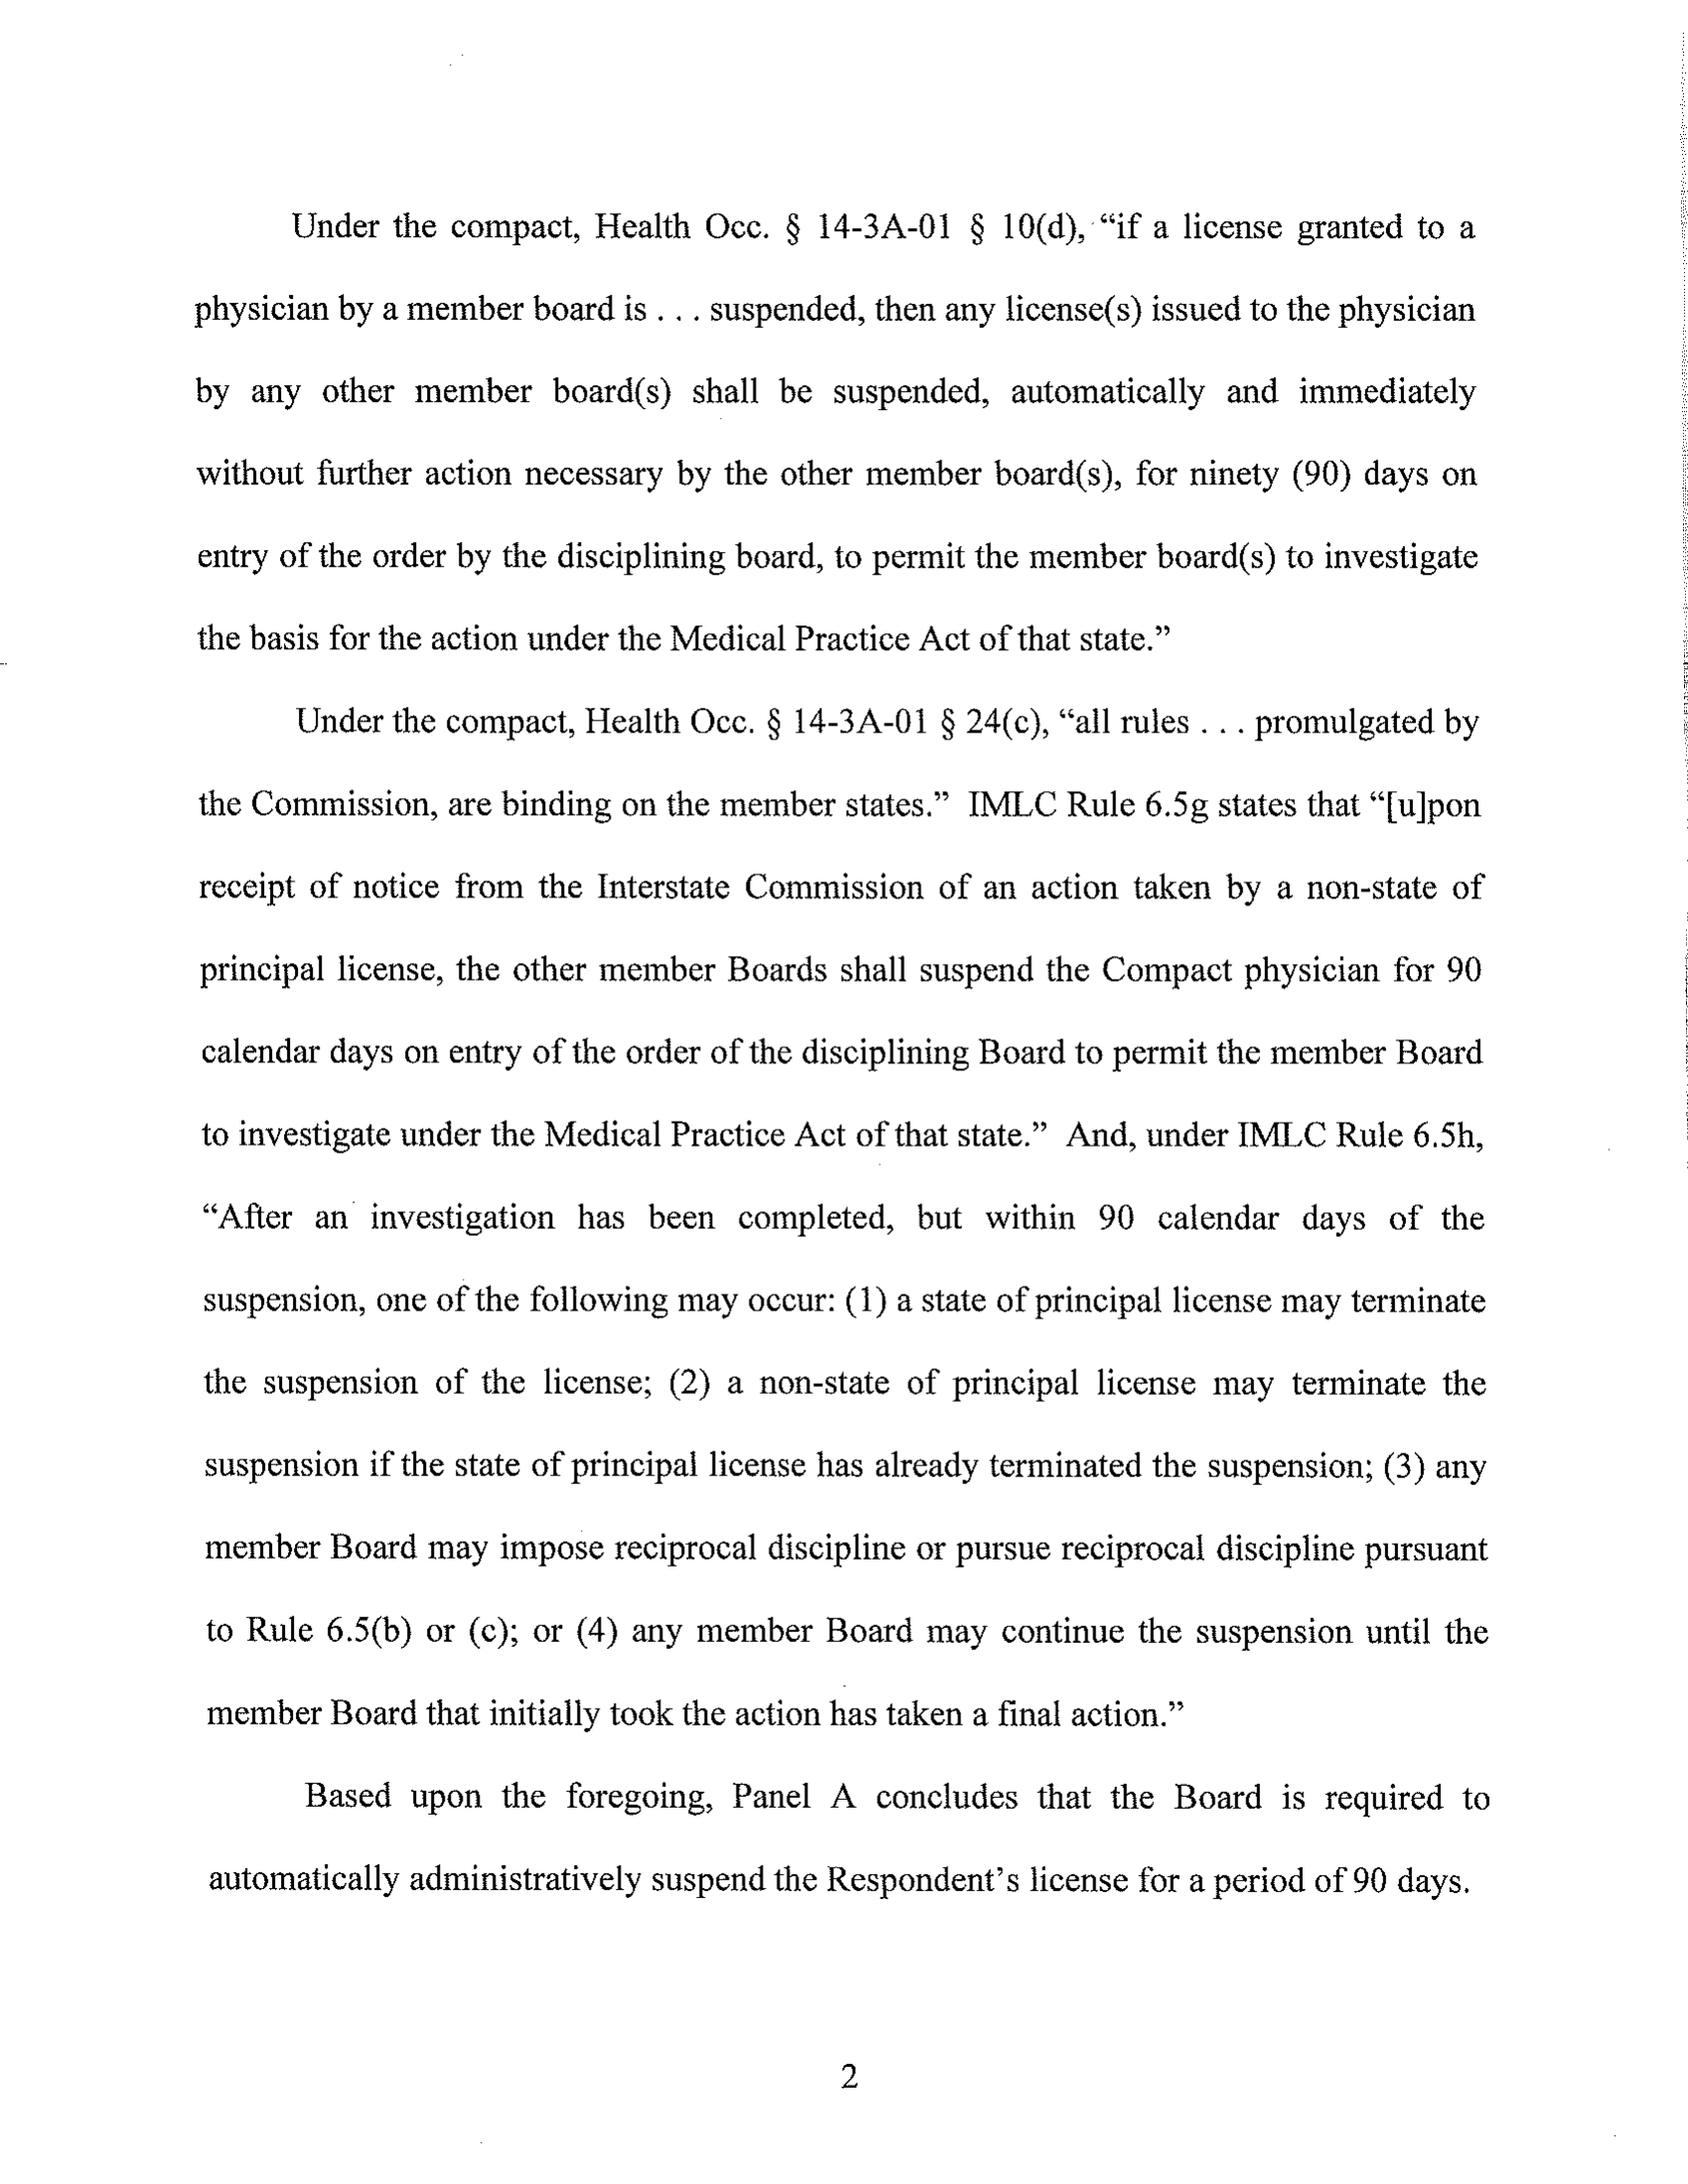 Under the compact, Health Occ. § 14-3A-01 § 10(d), “if a license granted to a
physician by a member board is . . . suspended, then any license(s) issued to the physician
by any other member board(s) shall be suspended, automatically and immediately
without further action necessary by the other member board(s), for ninety (90) days on
entry of the order by the disciplining board, to permit the member board(s) to investigate
the basis for the action under the Medical Practice Act of that state.”
Under the compact, Health Occ. § 14-3A-01 § 24(c), “all rules . . . promulgated by
the Commission, are binding on the member states.” IMLC Rule 6.5g states that “[u]pon
receipt of notice from the Interstate Commission of an action taken by a non-state of
principal license, the other member Boards shall suspend the Compact physician for 90
calendar days on entry of the order of the disciplining Board to permit the member Board
to investigate under the Medical Practice Act of that state.” And, under IMLC Rule 6.5h,
“After an investigation has been completed, but within 90 calendar days of the
suspension, one of the following may occur: (1) a state of principal license may terminate
the suspension of the license; (2) a non-state of principal license may terminate the
suspension if the state of principal license has already terminated the suspension; (3) any
member Board may impose reciprocal discipline or pursue reciprocal discipline pursuant
to Rule 6.5(b) or (c); or (4) any member Board may continue the suspension until the
member Board that initially took the action has taken a final action.”
Based upon the foregoing, Panel A concludes that the Board is required to
automatically administratively suspend the Respondent’s license for a period of 90 days.
2